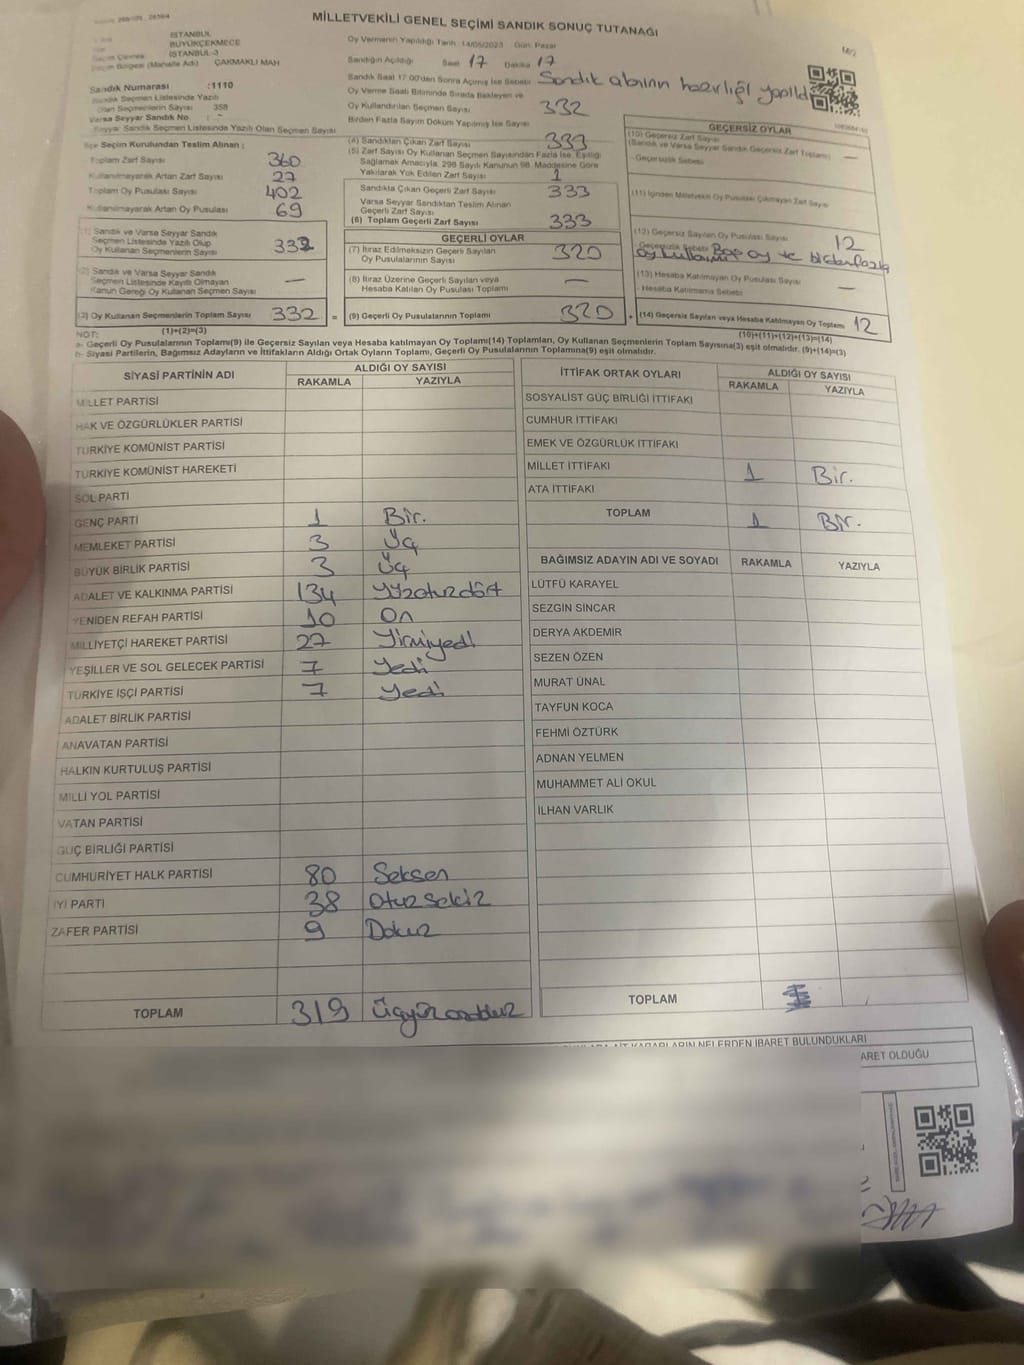 MİLLETVEKİLİ GENEL SEÇİMİ SANDIK SONUÇ TUTANAĞI
M/2
İSTANBUL
BÜYÜKÇEKMECE
İSTANBUL-3
Seçim Bölgesi (Mahalle Adı) ÇAKMAKLI MAH
Oy Vermenin Yapıldığı Tarih 14/05/2023 Gün Pazar
Sandığın Açıldığı Saat 17 Dakika 17
Sandık Saat 17:00'den Sonra Açılmış İse Sebebi Sandık alanının hazırlığı yapıldı
Sandık Numarası :1110
Sandık Seçmen Listesinde Yazılı
Olan Seçmenlerin Sayısı 358
Varsa Seyyar Sandık No : -
Seyyar Sandık Seçmen Listesinde Yazılı Olan Seçmen Sayısı
İlçe Seçim Kurulundan Teslim Alınan ;
Toplam Zarf Sayısı 360
Kullanılmayarak Artan Zarf Sayısı 27
Toplam Oy Pusulası Sayısı 402
Kullanılmayarak Artan Oy Pusulası 69
(1) Sandık ve Varsa Seyyar Sandık
Seçmen Listesinde Yazılı Olup
Oy Kullanan Seçmenlerin Sayısı 332
(2) Sandık ve Varsa Seyyar Sandık
Seçmen Listesinde Kayıtlı Olmayan
Kanun Gereği Oy Kullanan Seçmen Sayısı —
(3) Oy Kullanan Seçmenlerin Toplam Sayısı 332 =
Oy Verme Saati Bitiminde Sırada Bekleyen ve
Oy Kullandırılan Seçmen Sayısı 332
Birden Fazla Sayım Döküm Yapılmış İse Sayısı
(4) Sandıktan Çıkan Zarf Sayısı 333
(5) Zarf Sayısı Oy Kullanan Seçmen Sayısından Fazla İse, Eşitliği
Sağlamak Amacıyla, 298 Sayılı Kanunun 98. Maddesine Göre
Yakılarak Yok Edilen Zarf Sayısı 1
Sandıkta Çıkan Geçerli Zarf Sayısı 333
Varsa Seyyar Sandıktan Teslim Alınan
Geçerli Zarf Sayısı
(6) Toplam Geçerli Zarf Sayısı 333
GEÇERLİ OYLAR
(7) İtiraz Edilmeksizin Geçerli Sayılan
Oy Pusulalarının Sayısı 320
(8) İtiraz Üzerine Geçerli Sayılan veya
Hesaba Katılan Oy Pusulası Toplamı —
(9) Geçerli Oy Pusulalarının Toplamı 320 +
GEÇERSİZ OYLAR
(10) Geçersiz Zarf Sayısı
(Sandık ve Varsa Seyyar Sandık Geçersiz Zarf Toplamı) —
Geçersizlik Sebebi
(11) İçinden Milletvekili Oy Pusulası Çıkmayan Zarf Sayısı
(12) Geçersiz Sayılan Oy Pusulası Sayısı 12
Geçersizlik Sebebi Boş oy ve birden fazla
oy kullanımı
(13) Hesaba Katılmayan Oy Pusulası Sayısı —
- Hesaba Katılmama Sebebi
(14) Geçersiz Sayılan veya Hesaba Katılmayan Oy Toplamı 12
NOT: (1)+(2)=(3) (10)+(11)+(12)+(13)=(14)
a- Geçerli Oy Pusulalarının Toplamı(9) ile Geçersiz Sayılan veya Hesaba katılmayan Oy Toplamı(14) Toplamları, Oy Kullanan Seçmenlerin Toplam Sayısına(3) eşit olmalıdır. (9)+(14)=(3)
b- Siyasi Partilerin, Bağımsız Adayların ve İttifakların Aldığı Ortak Oyların Toplamı, Geçerli Oy Pusulalarının Toplamına(9) eşit olmalıdır.
SİYASİ PARTİNİN ADI ALDIĞI OY SAYISI
RAKAMLA YAZIYLA
MİLLET PARTİSİ
HAK VE ÖZGÜRLÜKLER PARTİSİ
TÜRKİYE KOMÜNİST PARTİSİ
TÜRKİYE KOMÜNİST HAREKETİ
SOL PARTİ
GENÇ PARTİ 1 Bir.
MEMLEKET PARTİSİ 3 Üç
BÜYÜK BİRLİK PARTİSİ 3 Üç
ADALET VE KALKINMA PARTİSİ 134 Yüzotuzdört
YENİDEN REFAH PARTİSİ 10 On
MİLLİYETÇİ HAREKET PARTİSİ 27 Yirmiyedi
YEŞİLLER VE SOL GELECEK PARTİSİ 7 Yedi
TÜRKİYE İŞÇİ PARTİSİ 7 Yedi
ADALET BİRLİK PARTİSİ
ANAVATAN PARTİSİ
HALKIN KURTULUŞ PARTİSİ
MİLLİ YOL PARTİSİ
VATAN PARTİSİ
GÜÇ BİRLİĞİ PARTİSİ
CUMHURİYET HALK PARTİSİ 80 Seksen
İYİ PARTİ 38 Otuz sekiz
ZAFER PARTİSİ 9 Dokuz
TOPLAM 319 Üçyüzondokuz
İTTİFAK ORTAK OYLARI ALDIĞI OY SAYISI
RAKAMLA YAZIYLA
SOSYALİST GÜÇ BİRLİĞİ İTTİFAKI
CUMHUR İTTİFAKI
EMEK VE ÖZGÜRLÜK İTTİFAKI
MİLLET İTTİFAKI 1 Bir.
ATA İTTİFAKI
TOPLAM 1 Bir.
BAĞIMSIZ ADAYIN ADI VE SOYADI RAKAMLA YAZIYLA
LÜTFÜ KARAYEL
SEZGİN SİNCAR
DERYA AKDEMİR
SEZEN ÖZEN
MURAT ÜNAL
TAYFUN KOCA
FEHMİ ÖZTÜRK
ADNAN YELMEN
MUHAMMET ALİ OKUL
İLHAN VARLIK
TOPLAM
NELERDEN İBARET BULUNDUKLARI
ARET OLDUĞU